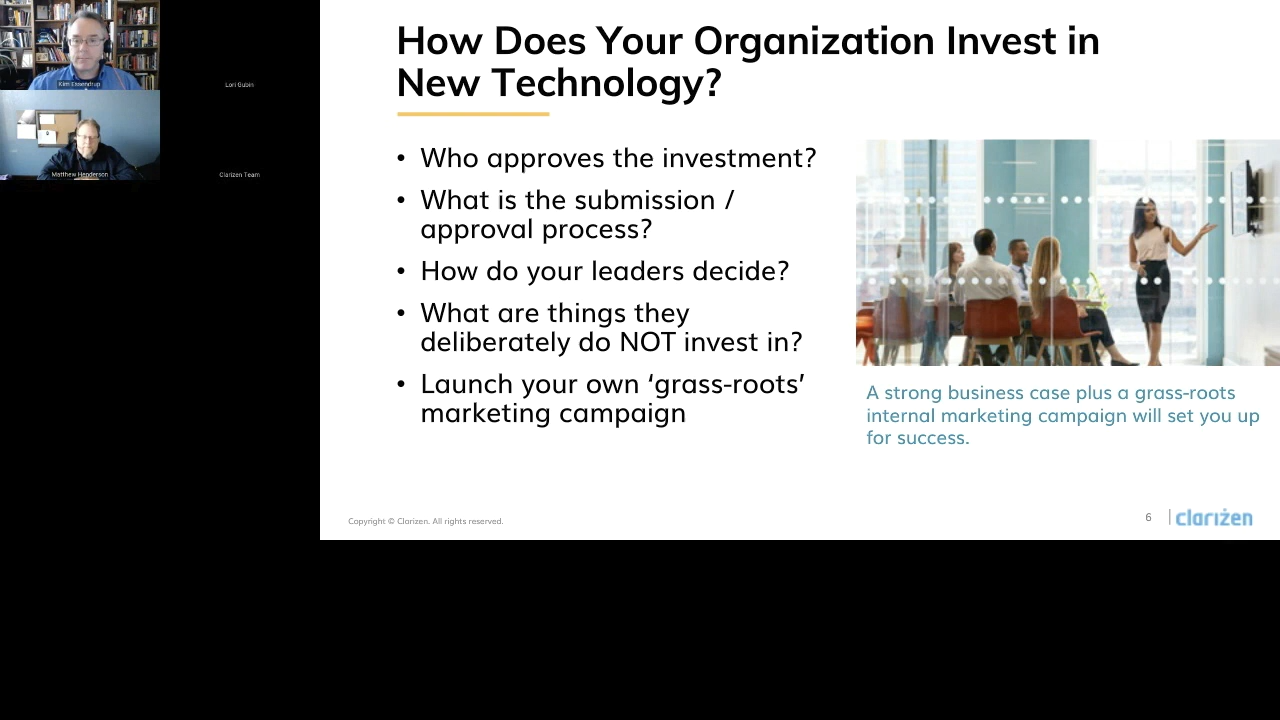 Kim Essendrup
Lori Gubin
Matthew Henderson
Clarizen Team
How Does Your Organization Invest in
New Technology?
• Who approves the investment?
• What is the submission /
approval process?
• How do your leaders decide?
• What are things they
deliberately do NOT invest in?
• Launch your own ‘grass-roots’
marketing campaign
A strong business case plus a grass-roots
internal marketing campaign will set you up
for success.
Copyright © Clarizen. All rights reserved.
6
clarizen